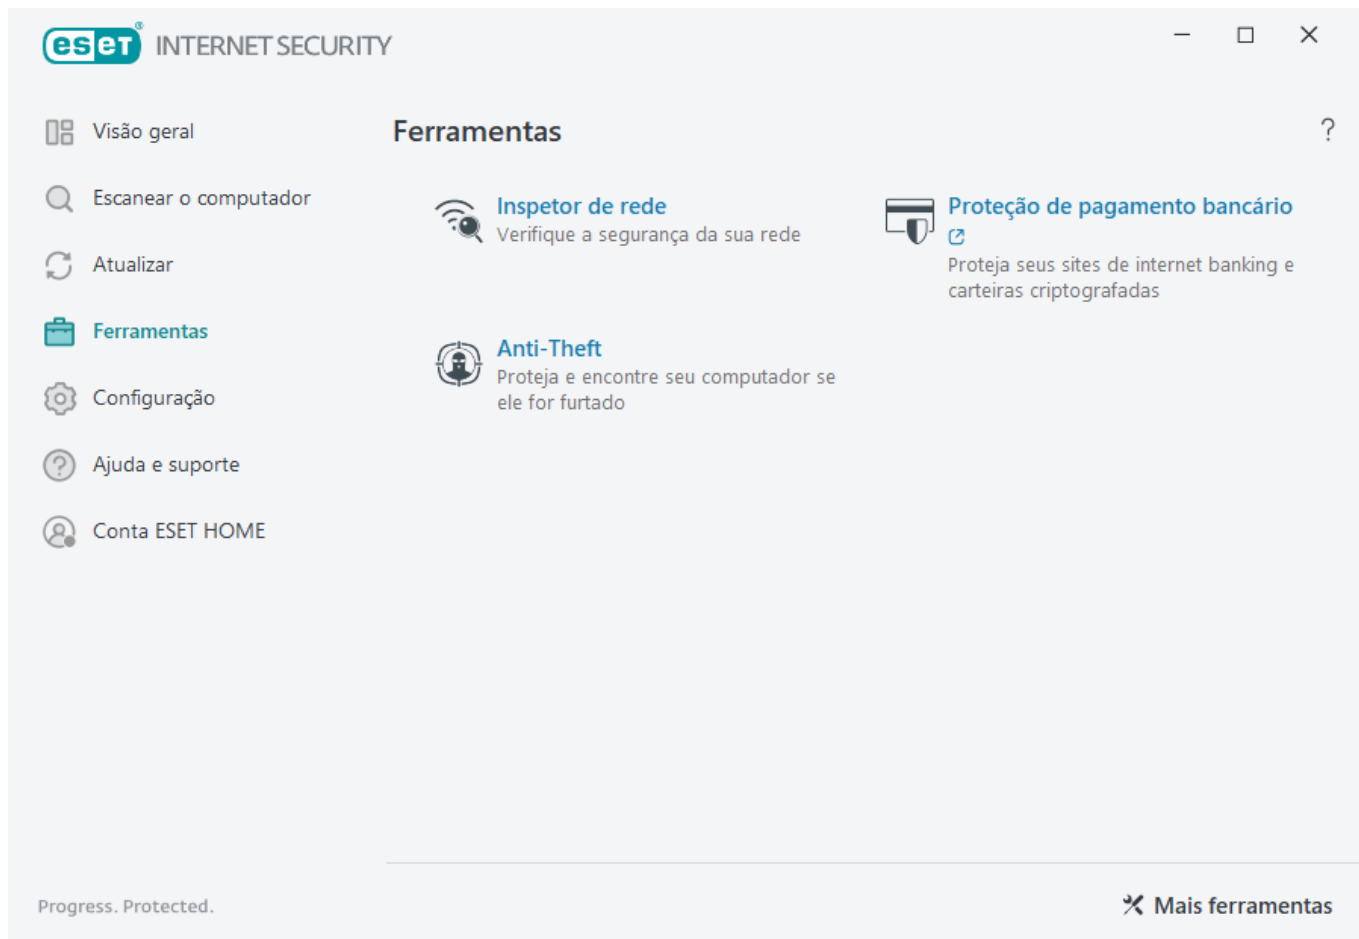 eset® INTERNET SECURITY
Visão geral
Escanear o computador
Atualizar
Ferramentas
Configuração
Ajuda e suporte
Conta ESET HOME
Progress. Protected.
Ferramentas
?
Inspetor de rede
Verifique a segurança da sua rede
Proteção de pagamento bancário
Proteja seus sites de internet banking e
carteiras criptografadas
Anti-Theft
Proteja e encontre seu computador se
ele for furtado
Mais ferramentas